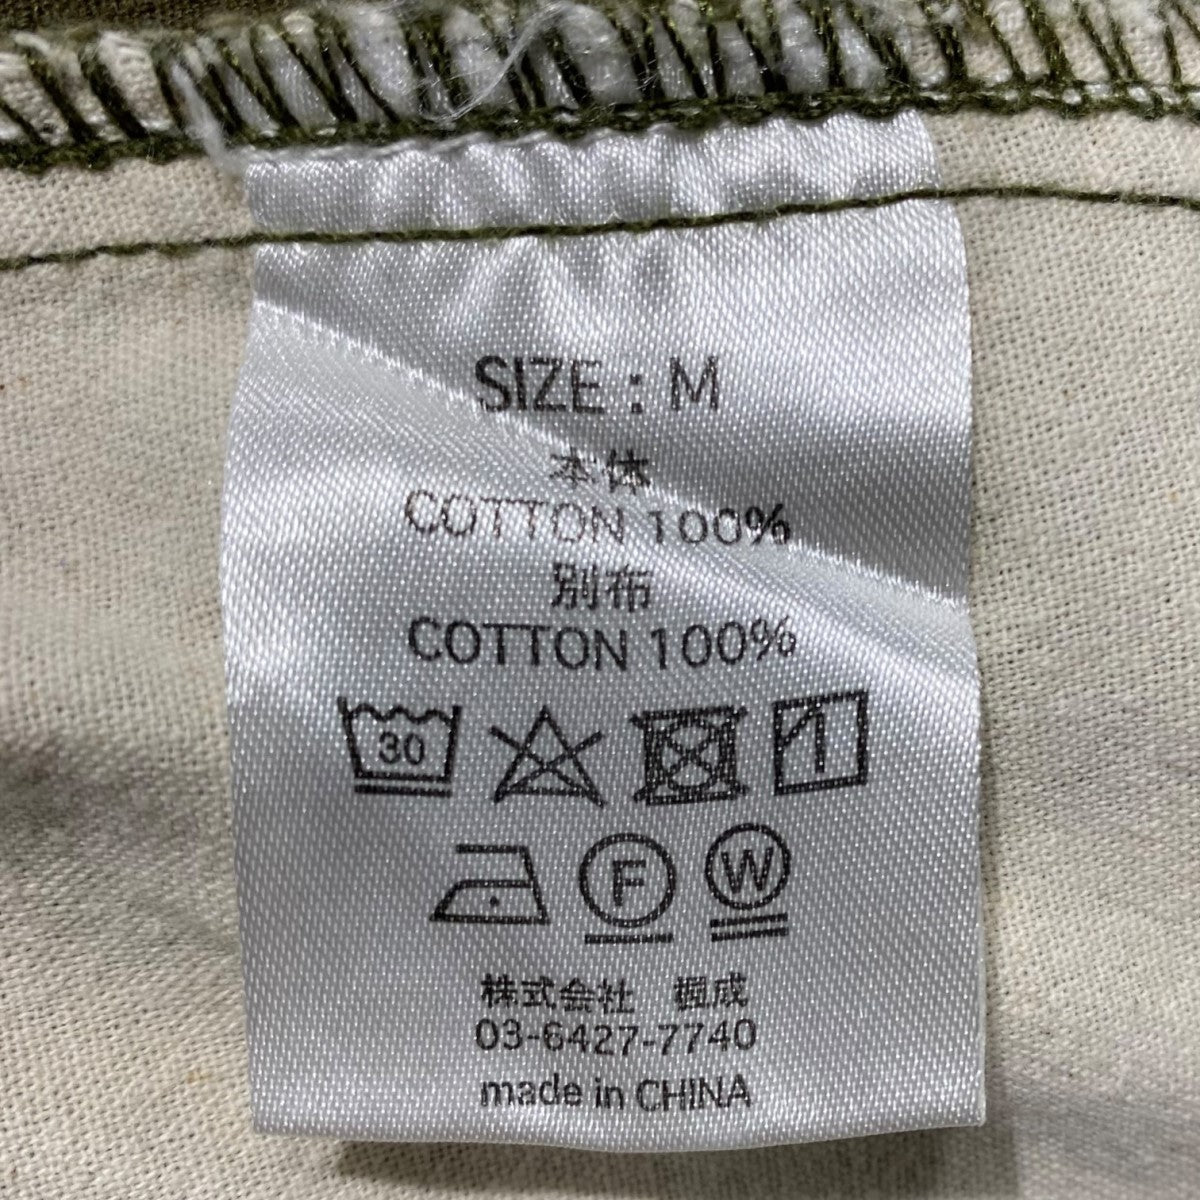 SIZE : M
本体
COTTON 100%
別布
COTTON 100%
30
F
W
株式会社 楓成
03-6427-7740
made in CHINA